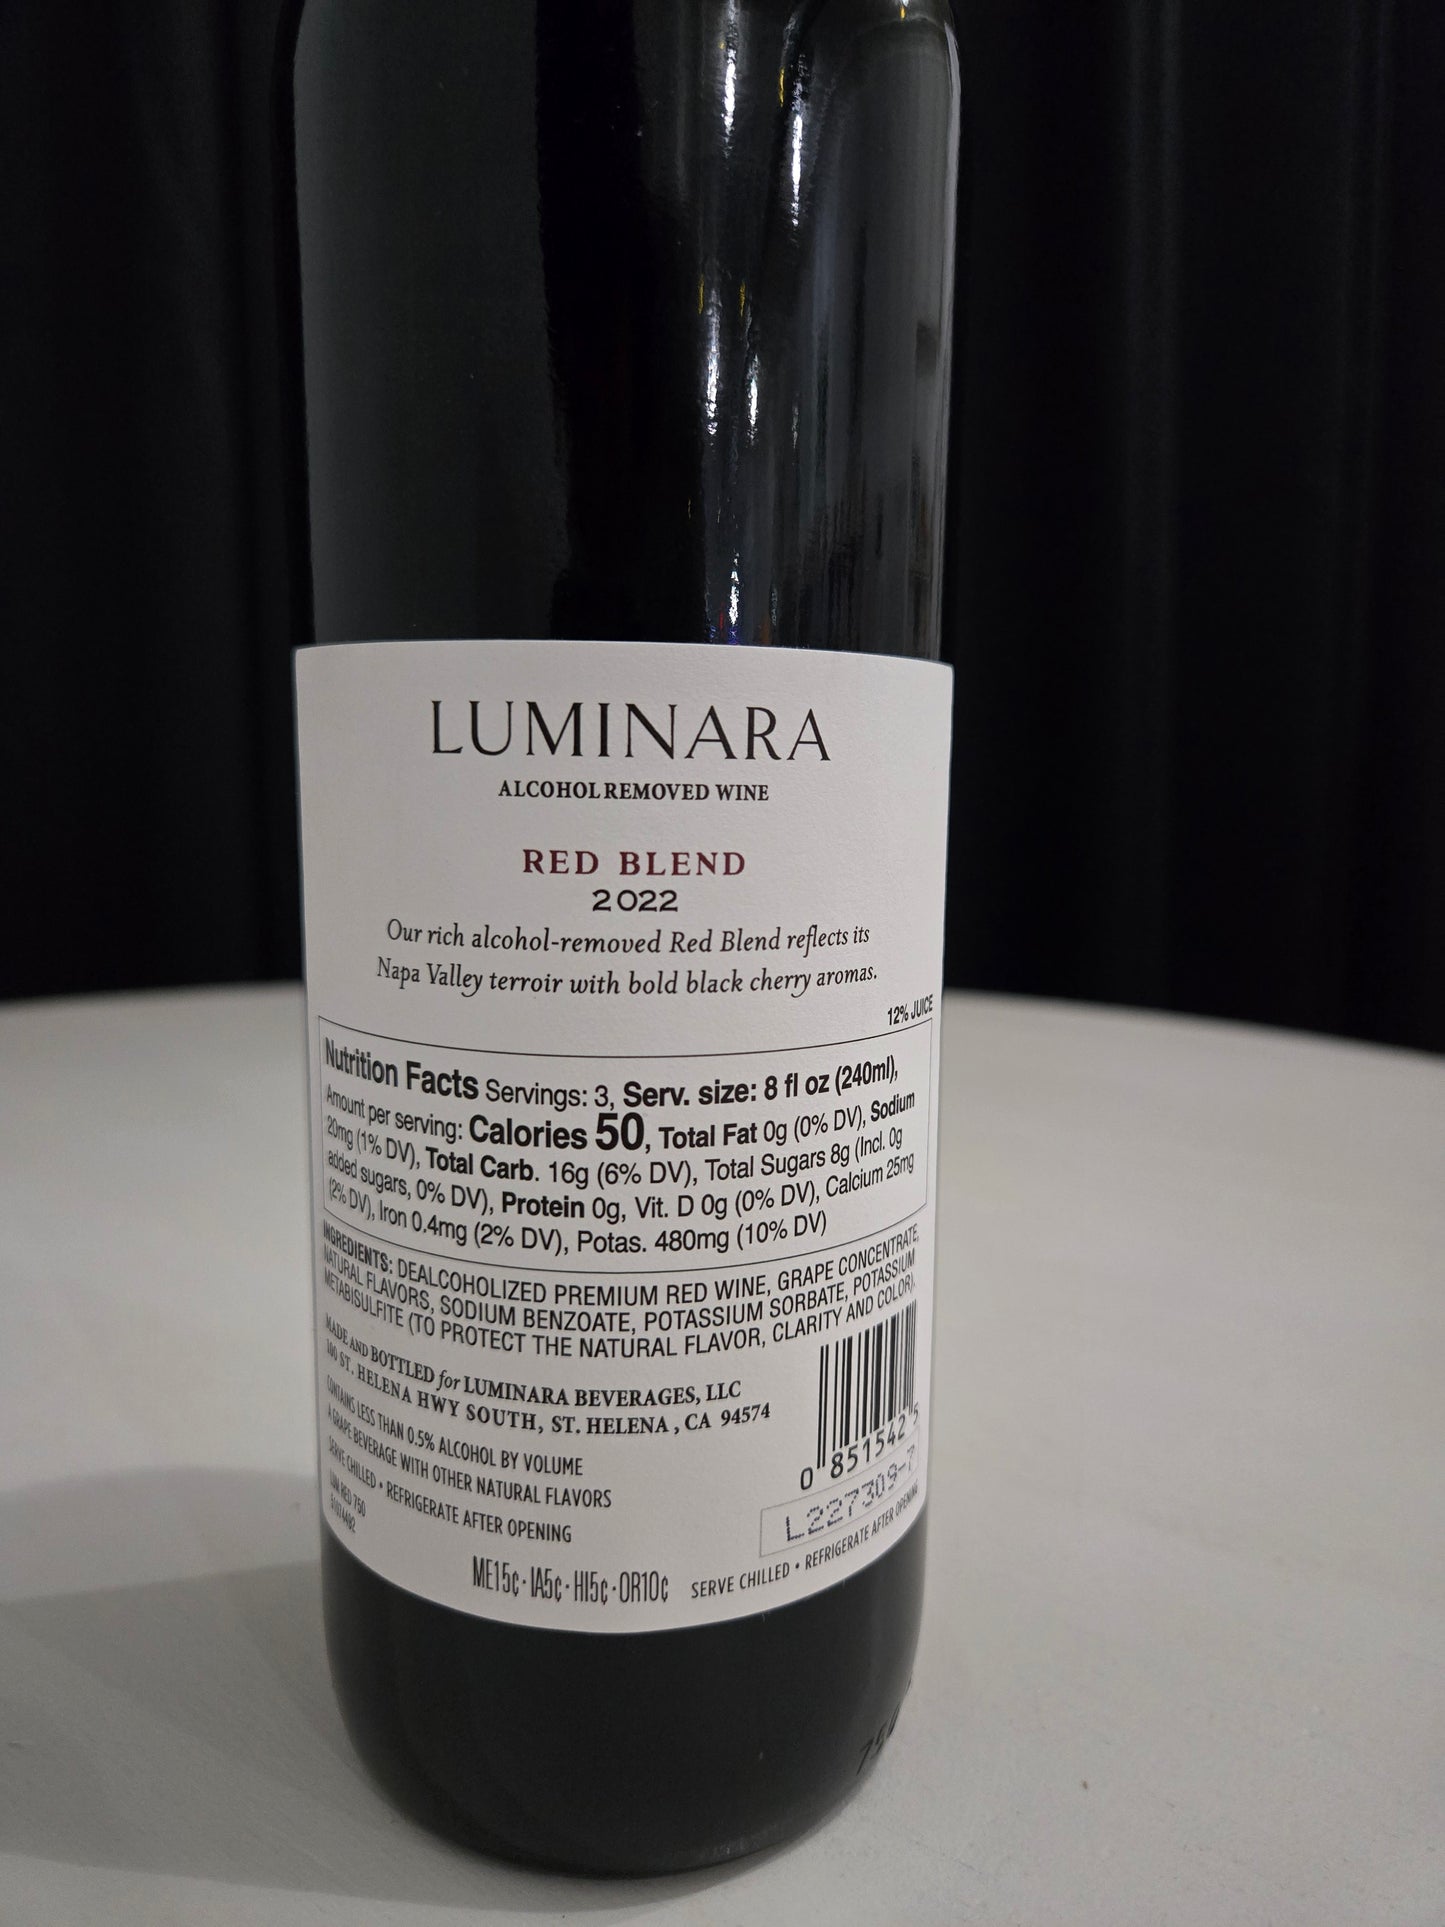 LUMINARA
ALCOHOL REMOVED WINE
RED BLEND
2022
Our rich alcohol-removed Red Blend reflects its
Napa Valley terroir with bold black cherry aromas.
12% JUICE
Nutrition Facts Servings: 3, Serv. size: 8 fl oz (240ml),
Amount per serving: Calories 50, Total Fat 0g (0% DV), Sodium
20mg (1% DV), Total Carb. 16g (6% DV), Total Sugars 8g (Incl. 0g
added sugars, 0% DV), Protein 0g, Vit. D 0g (0% DV), Calcium 25mg
(2% DV), Iron 0.4mg (2% DV), Potas. 480mg (10% DV)
INGREDIENTS: DEALCOHOLIZED PREMIUM RED WINE, GRAPE CONCENTRATE,
NATURAL FLAVORS, SODIUM BENZOATE, POTASSIUM SORBATE, POTASSIUM
METABISULFITE (TO PROTECT THE NATURAL FLAVOR, CLARITY AND COLOR).
MADE AND BOTTLED for LUMINARA BEVERAGES, LLC
100 ST. HELENA HWY SOUTH, ST. HELENA, CA 94574
CONTAINS LESS THAN 0.5% ALCOHOL BY VOLUME
A GRAPE BEVERAGE WITH OTHER NATURAL FLAVORS
SERVE CHILLED • REFRIGERATE AFTER OPENING
LUM RED 750
ME15¢ · IA5¢ · HI5¢ · OR10¢
0 851542 5
L227309-7
SERVE CHILLED • REFRIGERATE AFTER OPENING